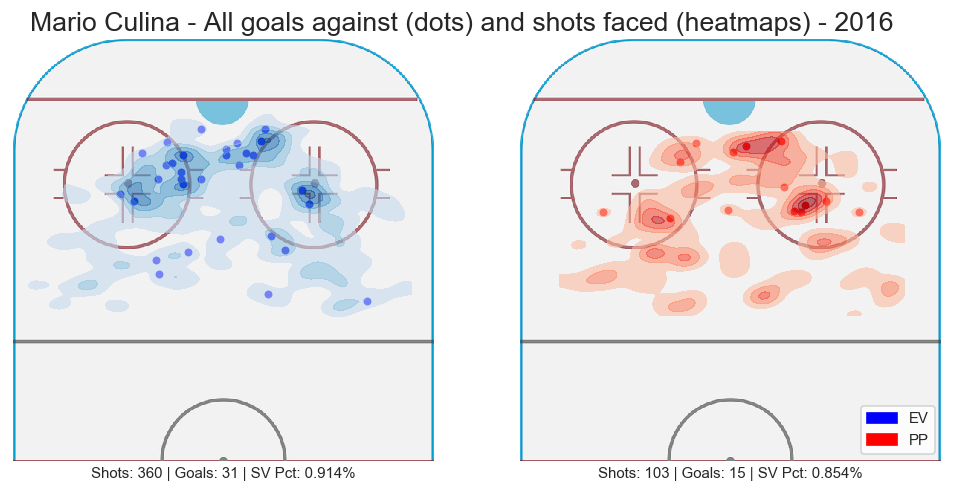 Mario Culina - All goals against (dots) and shots faced (heatmaps) - 2016
EV
PP
Shots: 360 | Goals: 31 | SV Pct: 0.914%
Shots: 103 | Goals: 15 | SV Pct: 0.854%